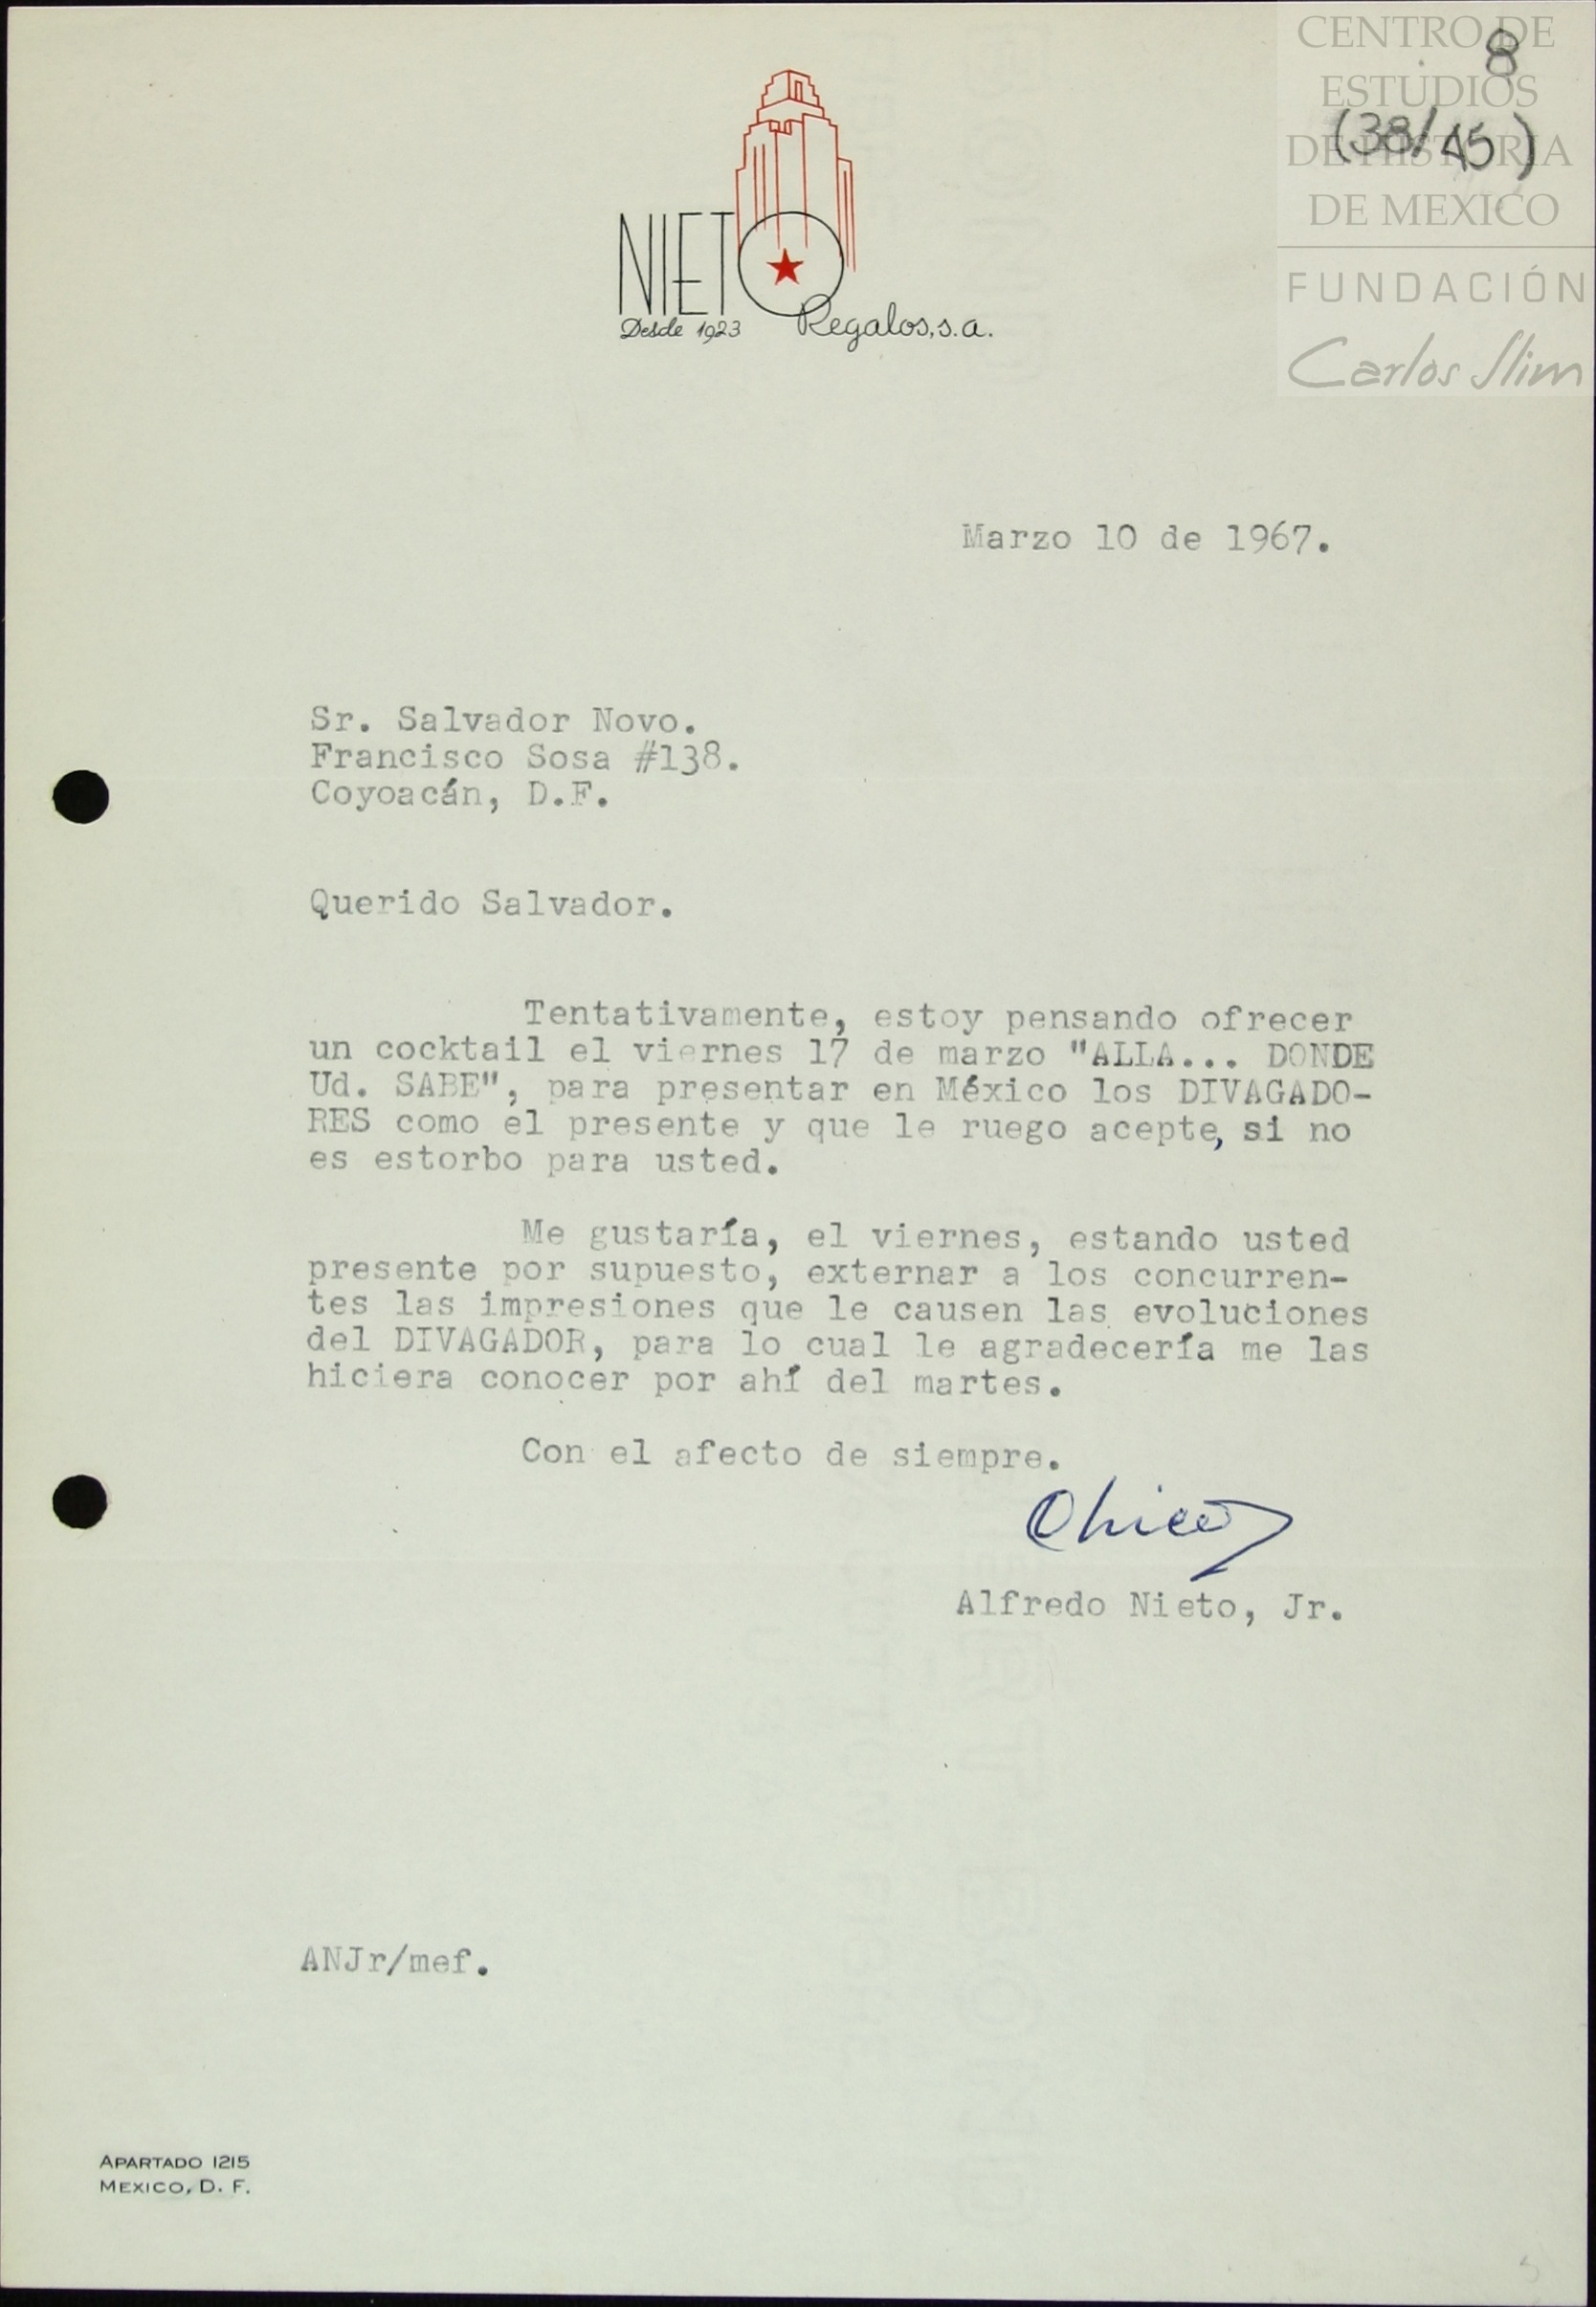 8
(38/45)
CENTRO DE
ESTUDIOS
DE HISTORIA
DE MEXICO
FUNDACIÓN
Carlos Slim
NIETO
Desde 1923 Regalos, s.a.
Marzo 10 de 1967.
Sr. Salvador Novo.
Francisco Sosa #138.
Coyoacán, D.F.
Querido Salvador.
Tentativamente, estoy pensando ofrecer
un cocktail el viernes 17 de marzo "ALLA... DONDE
Ud. SABE", para presentar en México los DIVAGADO-
RES como el presente y que le ruego acepte, si no
es estorbo para usted.
Me gustaría, el viernes, estando usted
presente por supuesto, externar a los concurren-
tes las impresiones que le causen las evoluciones
del DIVAGADOR, para lo cual le agradecería me las
hiciera conocer por ahí del martes.
Con el afecto de siempre.
Alfredo Nieto, Jr.
ANJr/mef.
APARTADO 1215
MEXICO, D. F.